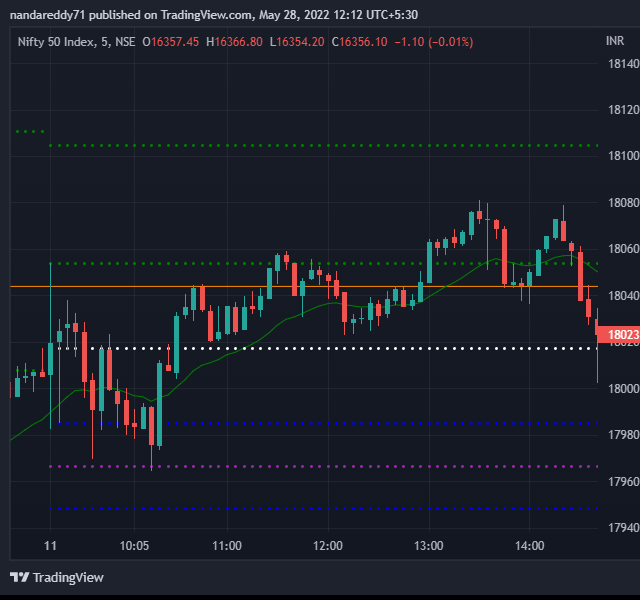 nandareddy71 published on TradingView.com, May 28, 2022 12:12 UTC+5:30
Nifty 50 Index, 5, NSE O16357.45 H16366.80 L16354.20 C16356.10 −1.10 (−0.01%)
INR
18140
18120
18100
18080
18060
18040
18023
18020
18000
17980
17960
17940
11 10:05 11:00 12:00 13:00 14:00
TradingView